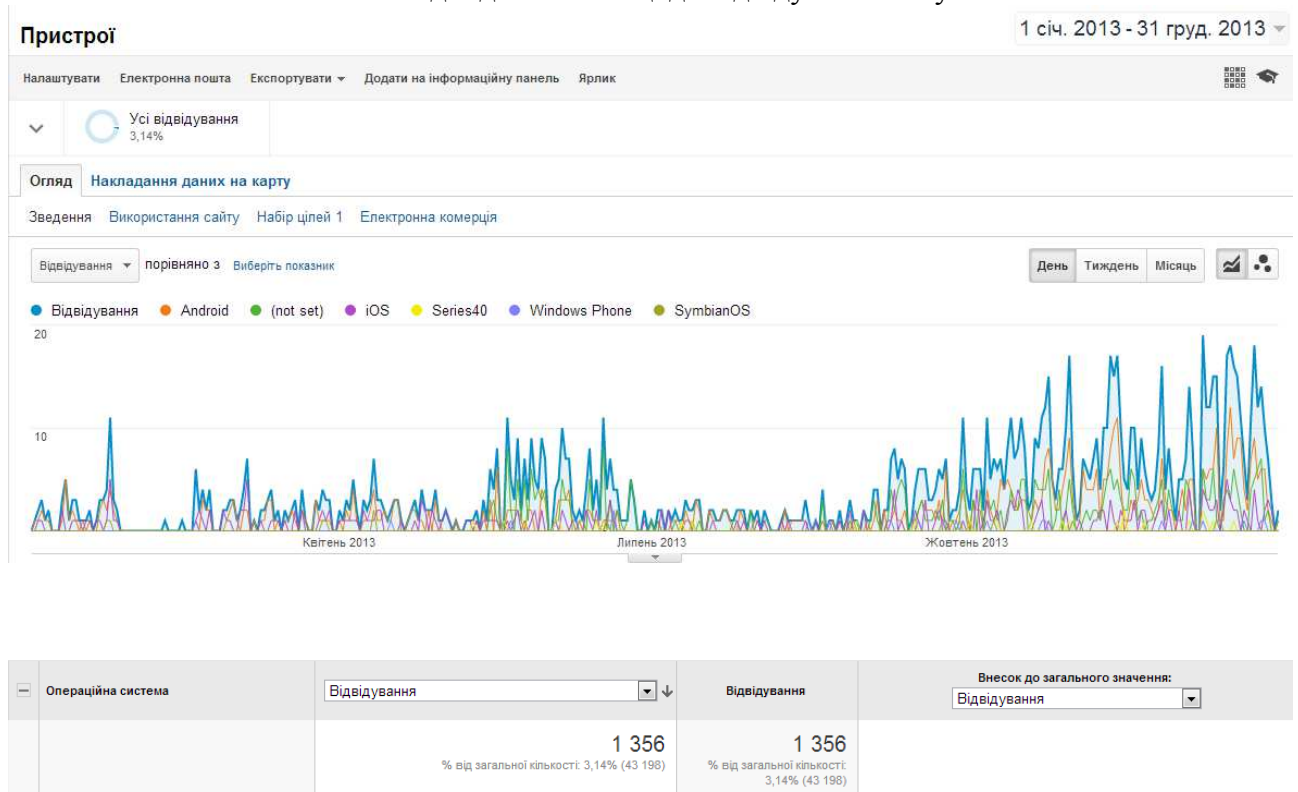 Пристрої
1 січ. 2013 - 31 груд. 2013
Налаштувати Електронна пошта Експортувати Додати на інформаційну панель Ярлик
Усі відвідування
3,14%
Огляд Накладання даних на карту
Зведення Використання сайту Набір цілей 1 Електронна комерція
Відвідування порівняно з Виберіть показник
День Тиждень Місяць
Відвідування Android (not set) iOS Series40 Windows Phone SymbianOS
20
10
Квітень 2013 Липень 2013 Жовтень 2013
Операційна система Відвідування Відвідування Внесок до загального значення:
Відвідування
1 356 1 356
% від загальної кількості: 3,14% (43 198) % від загальної кількості:
3,14% (43 198)